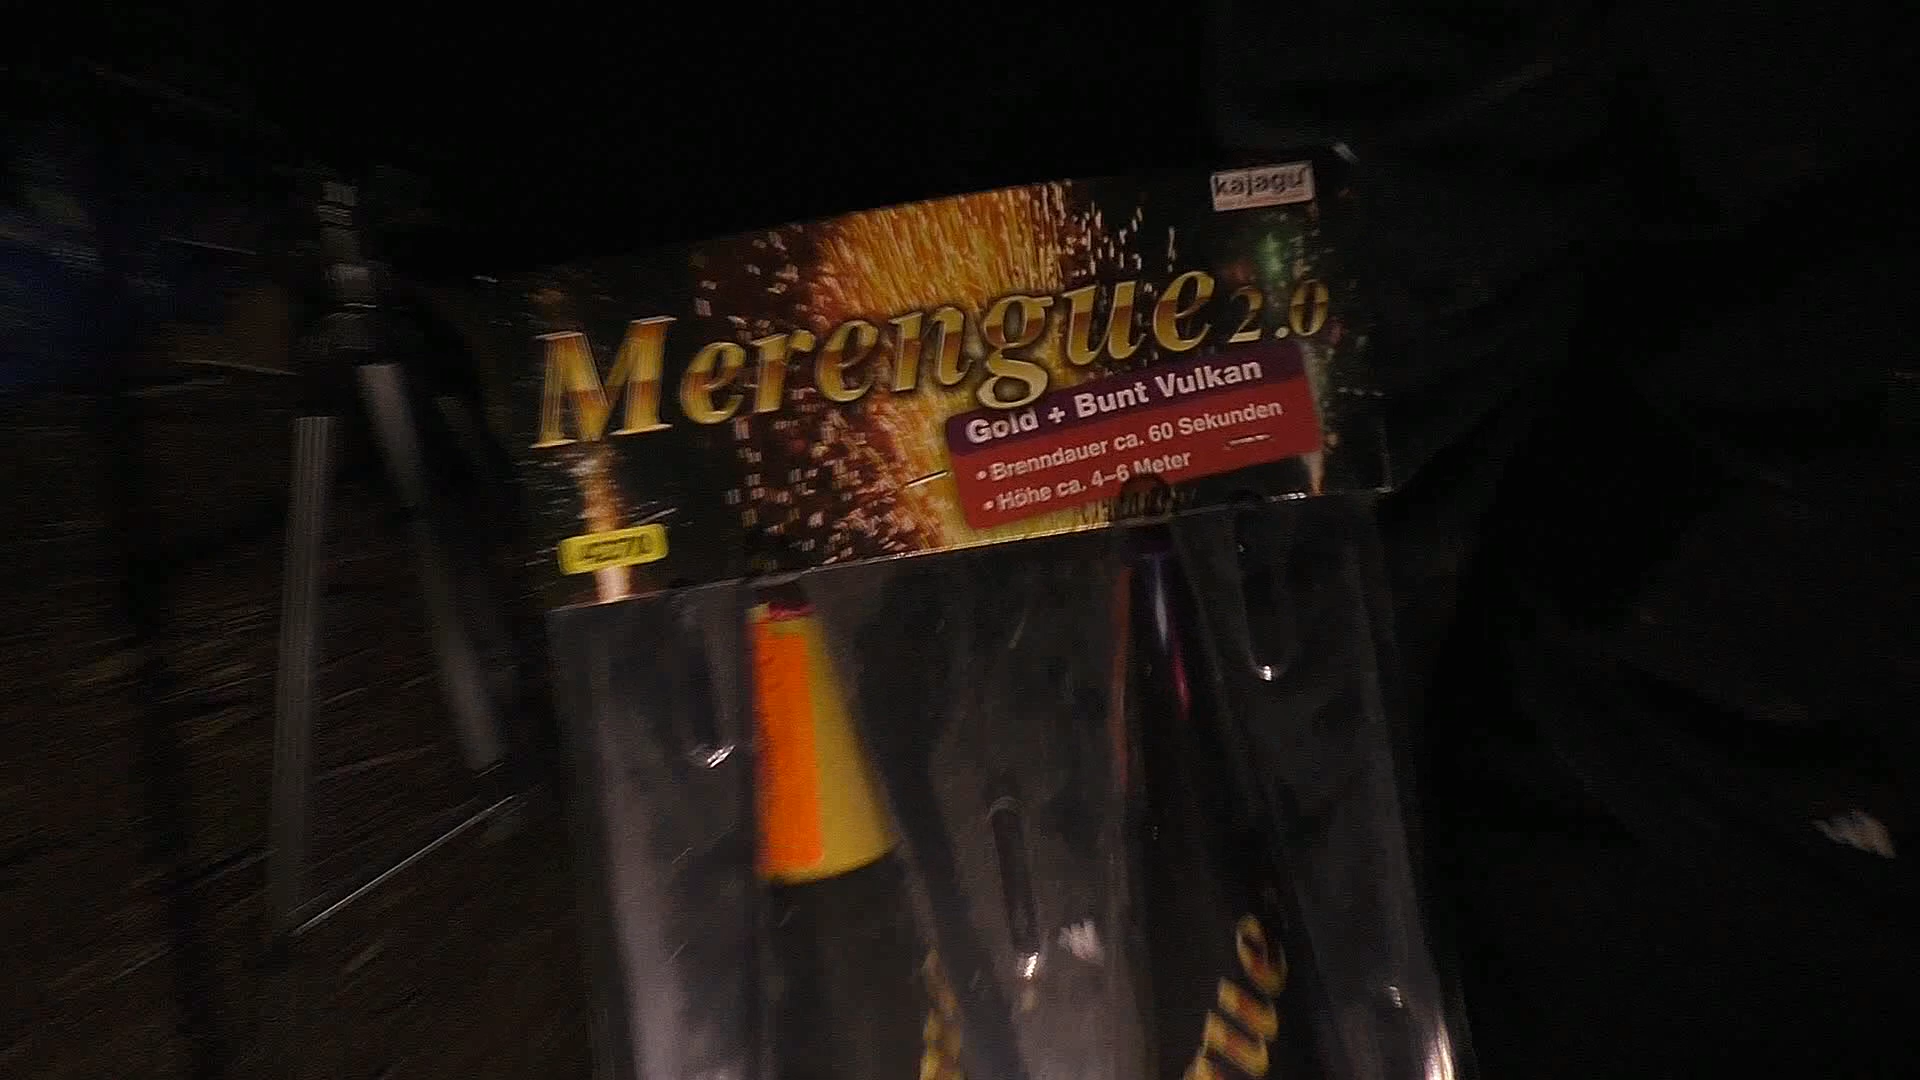 kajagu
Merengue 2.0
Gold + Bunt Vulkan
• Brenndauer ca. 60 Sekunden
• Höhe ca. 4–6 Meter